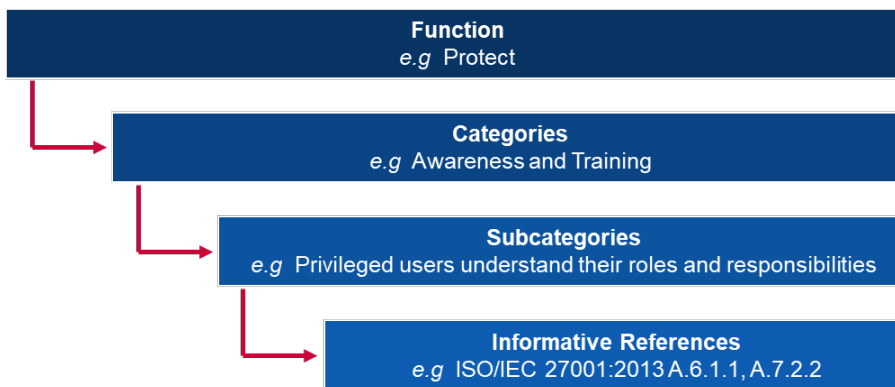 Function
e.g Protect
Categories
e.g Awareness and Training
Subcategories
e.g Privileged users understand their roles and responsibilities
Informative References
e.g ISO/IEC 27001:2013 A.6.1.1, A.7.2.2